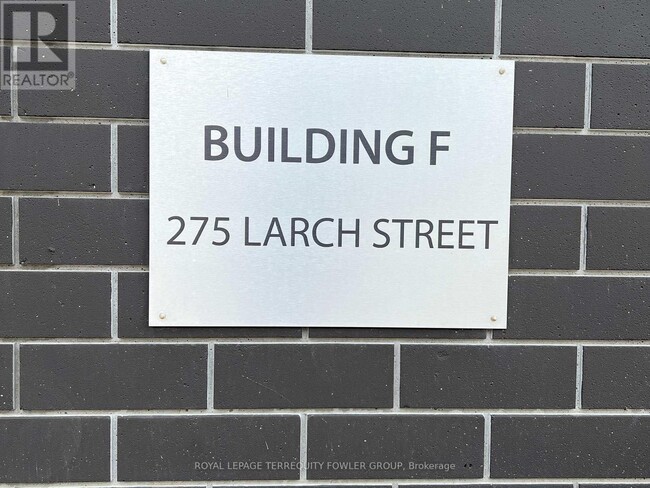 R
REALTOR
BUILDING F
275 LARCH STREET
ROYAL LEPAGE TERREQUITY FOWLER GROUP, Brokerage